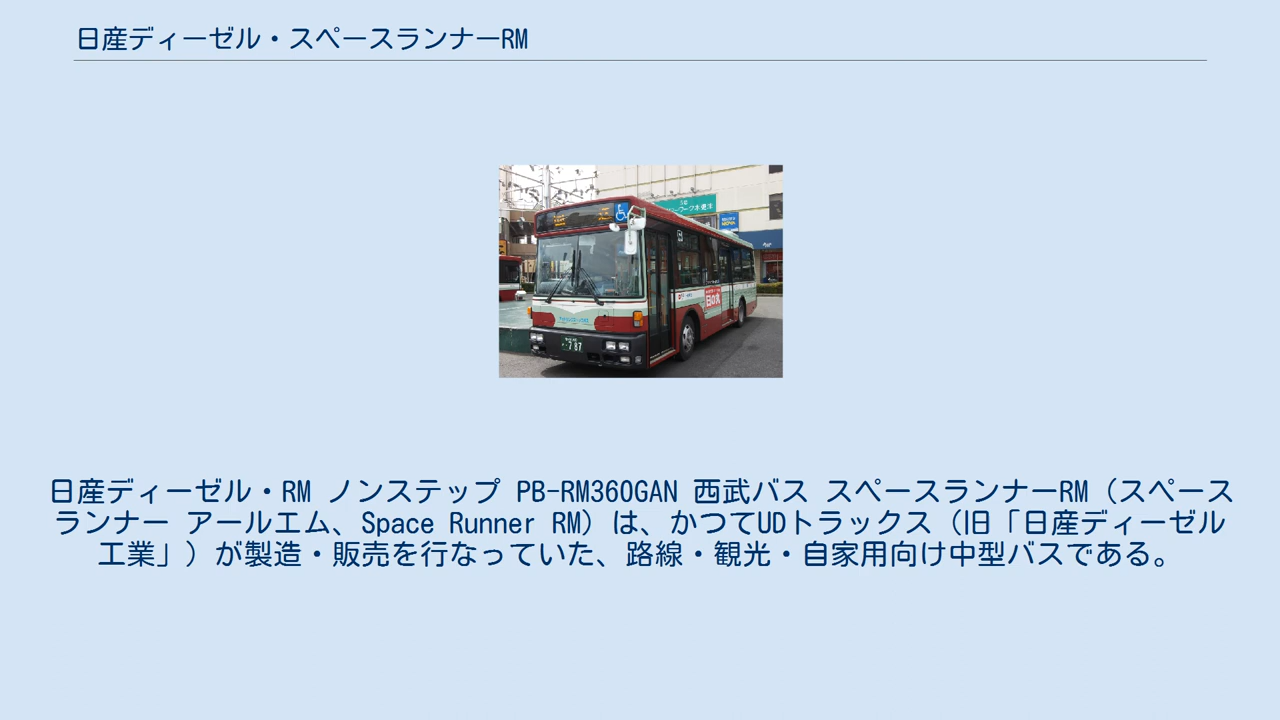 日産ディーゼル・スペースランナーRM
日の丸
・787
日産ディーゼル・RM ノンステップ PB-RM360GAN 西武バス スペースランナーRM（スペース
ランナー アールエム、Space Runner RM）は、かつてUDトラックス（旧「日産ディーゼル
工業」）が製造・販売を行なっていた、路線・観光・自家用向け中型バスである。